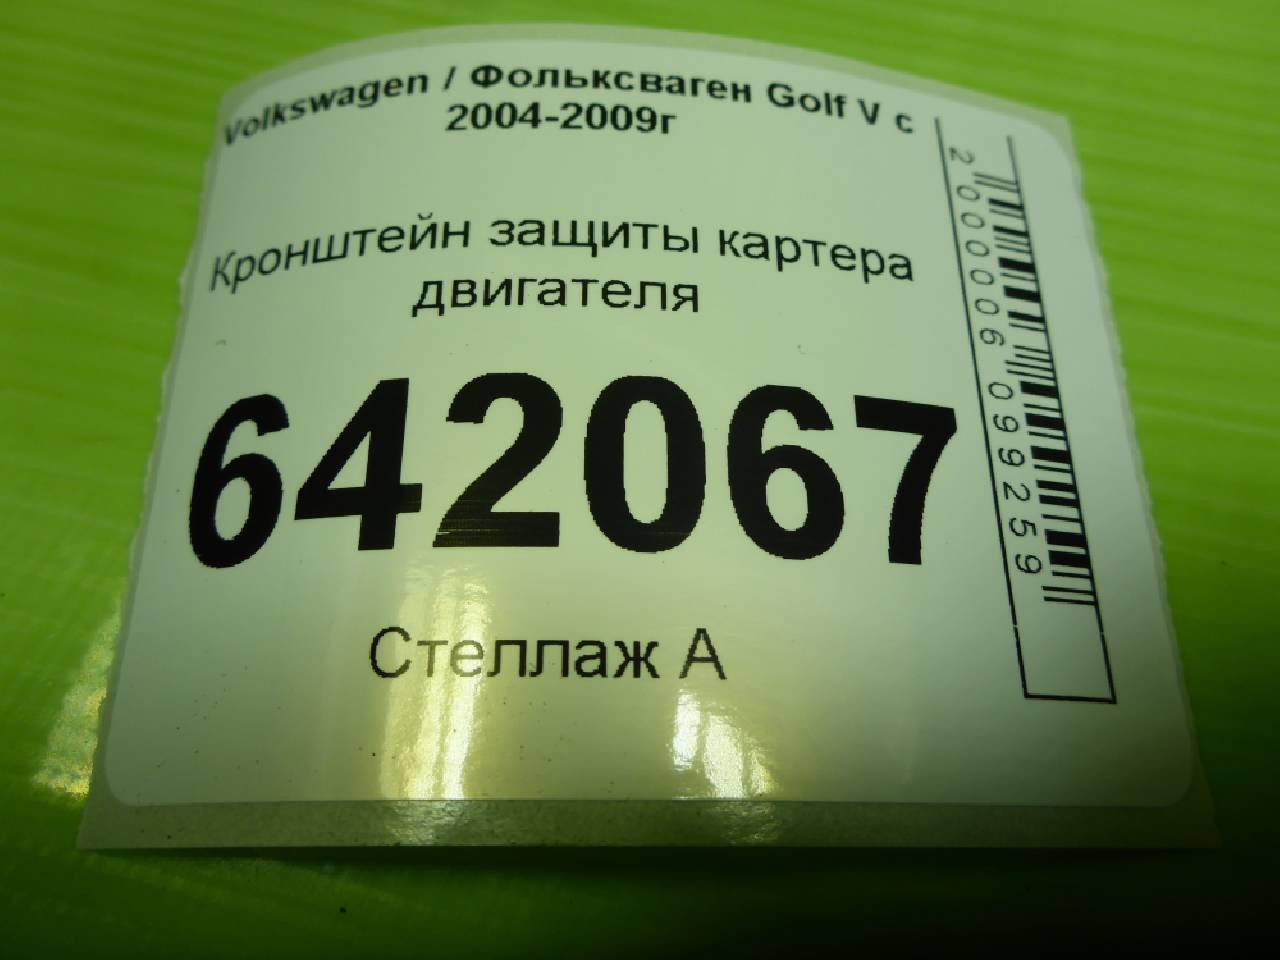 Volkswagen / Фольксваген Golf V с
2004-2009г
Кронштейн защиты картера
двигателя
642067
Стеллаж А
2000006099259